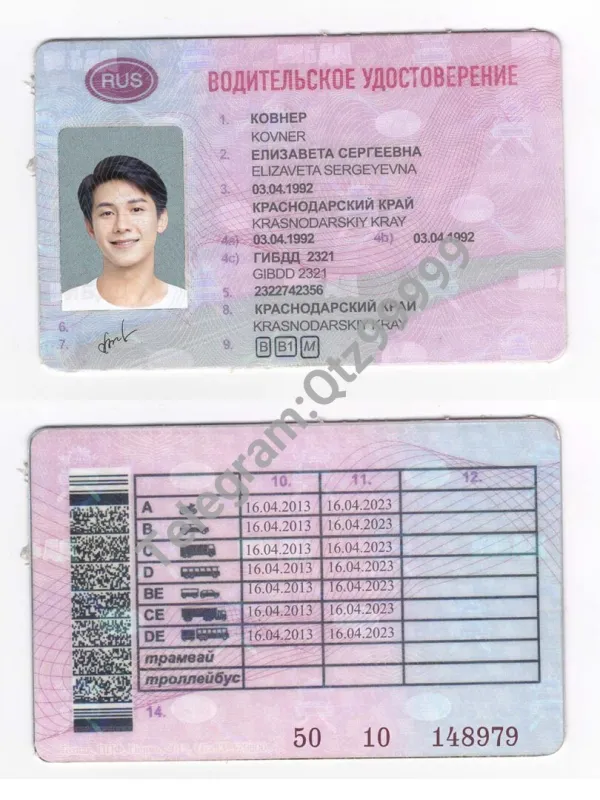 RUS
ВОДИТЕЛЬСКОЕ УДОСТОВЕРЕНИЕ
1. КОВНЕР
KOVNER
2. ЕЛИЗАВЕТА СЕРГЕЕВНА
ELIZAVETA SERGEYEVNA
3. 03.04.1992
КРАСНОДАРСКИЙ КРАЙ
KRASNODARSKIY KRAY
4a) 03.04.1992 4b) 03.04.992
4c) ГИБДД 2321
GIBDD 2321
5. 2322742356
8. КРАСНОДАРСКИЙ КРАЙ
KRASNODARSKIY KRAY
6.
7.
9. B B1 M
Telegram:Qtz99999
10. 11. 12.
A 16.04.2013 16.04.2023
B 16.04.2013 16.04.2023
C 16.04.2013 16.04.2023
D 16.04.2013 16.04.2023
BE 16.04.2013 16.04.2023
CE 16.04.2013 16.04.2023
DE 16.04.2013 16.04.2023
трамвай
троллейбус
14.
50 10 148979